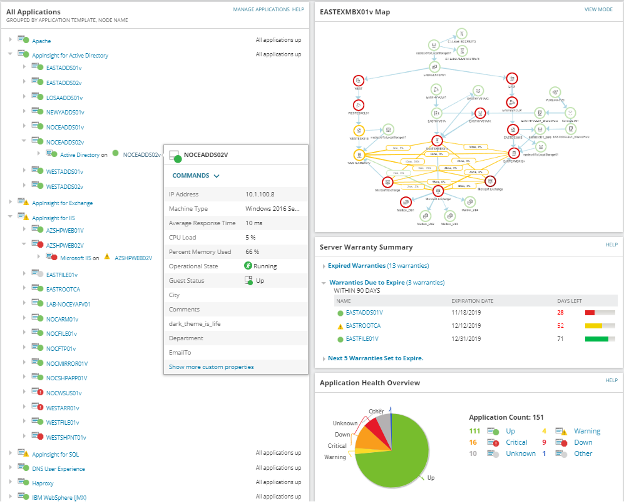 All Applications
GROUPED BY APPLICATION TEMPLATE, NODE NAME
MANAGE APPLICATIONS HELP
Apache
All applications up
AppInsight for Active Directory
All applications up
EASTADDS01v
EASTADDS02v
LOSAADDS01v
NEWYADDS01v
NOCEADDS01v
NOCEADDS02v
Active Directory on NOCEADDS02v
WESTADDS01v
WESTADDS02v
AppInsight for Exchange
AppInsight for IIS
AZSHPWEB01V
AZSHPWEB02V
Microsoft IIS on AZSHPWEB02V
EASTFILE01v
EASTROOTCA
LAB-NOCEYAFV01
NOCARM01v
NOCFILE01v
NOCFTP01v
NOCMIRROR01V
NOCSHPAPP01V
NOCWSUS01v
WESTARR01v
WESTFILE01v
WESTSHPNT01v
AppInsight for SQL
All applications up
DNS User Experience
All applications up
Haproxy
All applications up
IBM WebSphere (JMX)
All applications up
NOCEADDS02V
COMMANDS
IP Address 10.1.100.8
Machine Type Windows 2016 Se...
Average Response Time 10 ms
CPU Load 5 %
Percent Memory Used 66 %
Operational State Running
Guest Status Up
City
Comments
dark_theme_is_life
Department
EmailTo
Show more custom properties
EASTEXMBX01v Map
VIEW MODE
Server Warranty Summary
HELP
Expired Warranties (13 warranties)
Warranties Due to Expire (3 warranties)
WITHIN 90 DAYS
NAME EXPIRATION DATE DAYS LEFT
EASTADDS01V 11/18/2019 28
EASTROOTCA 12/12/2019 52
EASTFILE01V 12/31/2019 71
Next 5 Warranties Set to Expire.
Application Health Overview
HELP
Other
Unknown
Down
Critical
Warning
Up
Application Count: 151
111 Up 4 Warning
16 Critical 9 Down
10 Unknown 1 Other